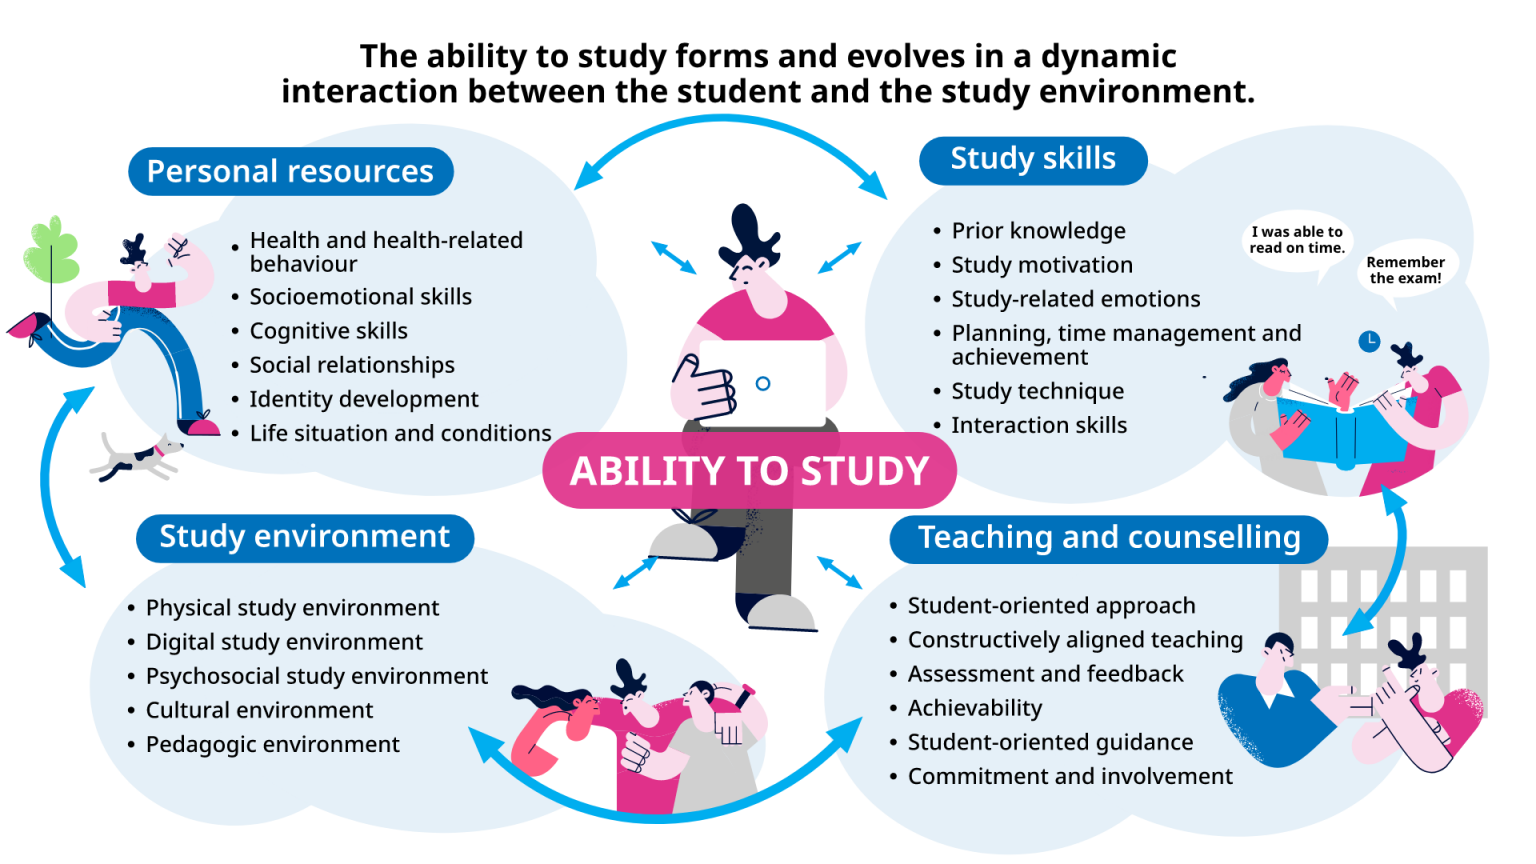 The ability to study forms and evolves in a dynamic
interaction between the student and the study environment.
Personal resources
• Health and health-related
behaviour
• Socioemotional skills
• Cognitive skills
• Social relationships
• Identity development
• Life situation and conditions
Study skills
• Prior knowledge
• Study motivation
• Study-related emotions
• Planning, time management and
achievement
• Study technique
• Interaction skills
I was able to
read on time.
Remember
the exam!
ABILITY TO STUDY
Study environment
• Physical study environment
• Digital study environment
• Psychosocial study environment
• Cultural environment
• Pedagogic environment
Teaching and counselling
• Student-oriented approach
• Constructively aligned teaching
• Assessment and feedback
• Achievability
• Student-oriented guidance
• Commitment and involvement